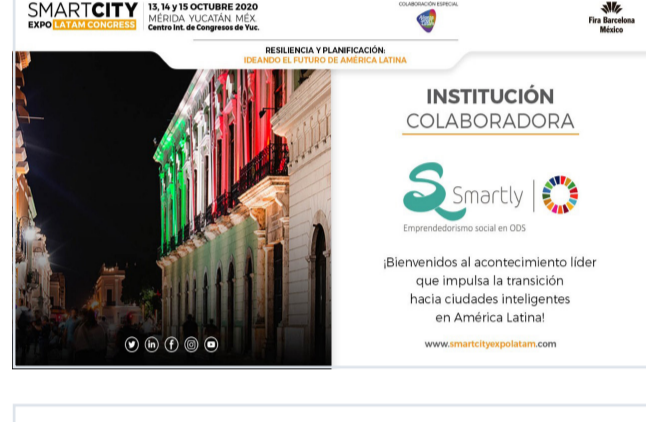 SMARTCITY
EXPO LATAM CONGRESS
13, 14 y 15 OCTUBRE 2020
MÉRIDA YUCATÁN MÉX.
Centro Int. de Congresos de Yuc.
COLABORACIÓN ESPECIAL
Fira Barcelona
México
RESILIENCIA Y PLANIFICACIÓN:
IDEANDO EL FUTURO DE AMÉRICA LATINA
INSTITUCIÓN
COLABORADORA
Smartly
Emprendedorismo social en ODS
¡Bienvenidos al acontecimiento líder
que impulsa la transición
hacia ciudades inteligentes
en América Latina!
www.smartcityexpolatam.com